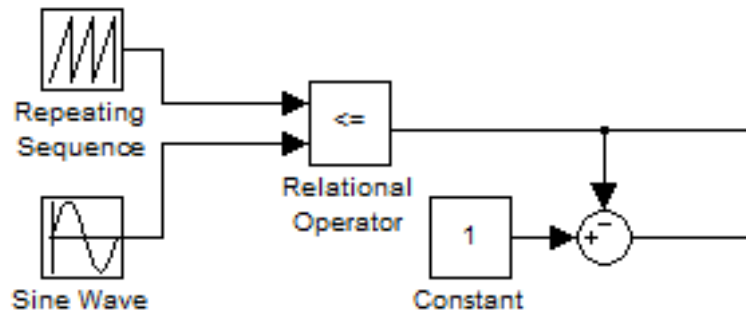 Repeating
Sequence
<=
Relational
Operator
Sine Wave
1
Constant
+
−